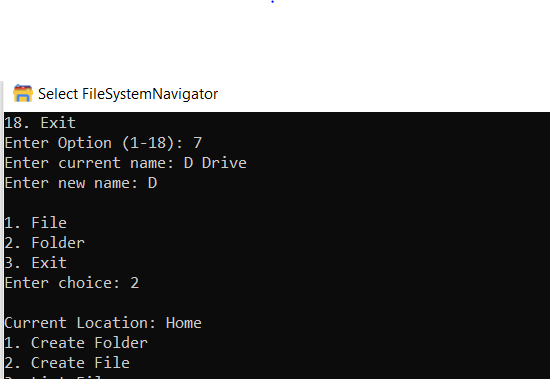 Select FileSystemNavigator
18. Exit
Enter Option (1-18): 7
Enter current name: D Drive
Enter new name: D
1. File
2. Folder
3. Exit
Enter choice: 2
Current Location: Home
1. Create Folder
2. Create File